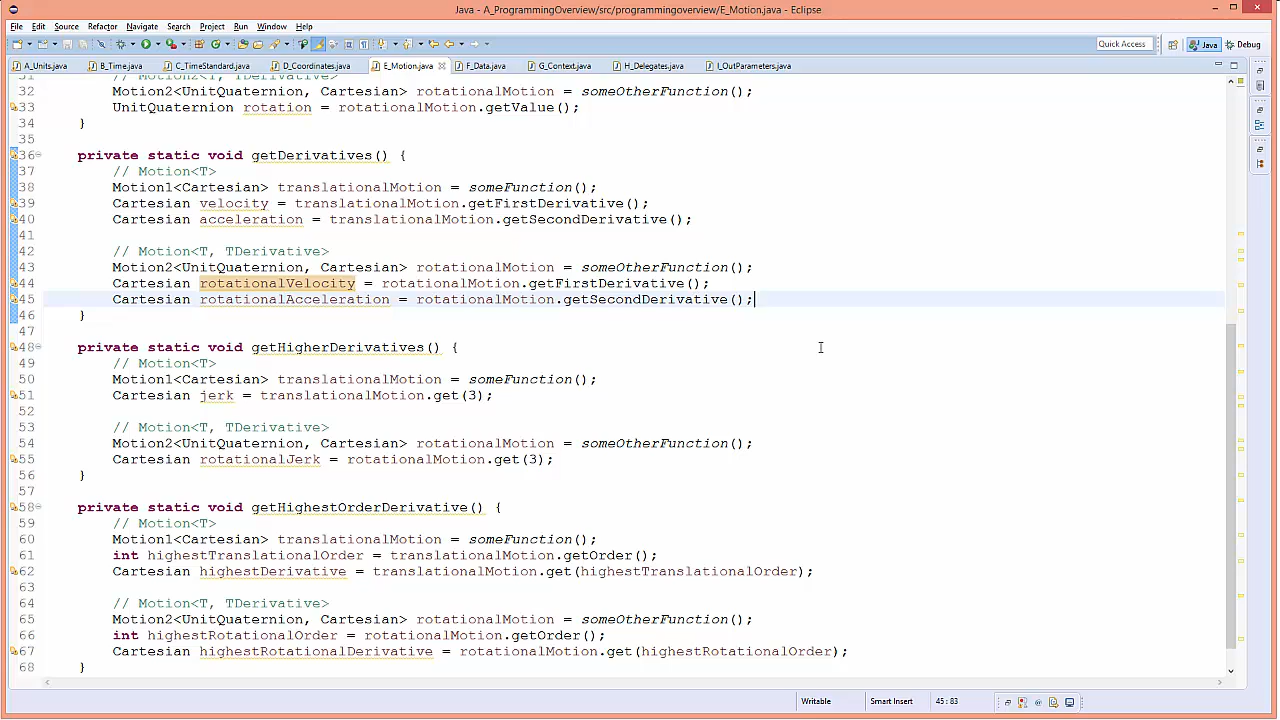 Java - A_ProgrammingOverview/src/programmingoverview/E_Motion.java - Eclipse
File Edit Source Refactor Navigate Search Project Run Window Help
Quick Access Java Debug
A_Units.java B_Time.java C_TimeStandard.java D_Coordinates.java E_Motion.java F_Data.java G_Context.java H_Delegates.java I_OutParameters.java
31 // Motion2<T, TDerivative>
32 Motion2<UnitQuaternion, Cartesian> rotationalMotion = someOtherFunction();
33 UnitQuaternion rotation = rotationalMotion.getValue();
34 }
35
36 private static void getDerivatives() {
37 // Motion<T>
38 Motion1<Cartesian> translationalMotion = someFunction();
39 Cartesian velocity = translationalMotion.getFirstDerivative();
40 Cartesian acceleration = translationalMotion.getSecondDerivative();
41
42 // Motion<T, TDerivative>
43 Motion2<UnitQuaternion, Cartesian> rotationalMotion = someOtherFunction();
44 Cartesian rotationalVelocity = rotationalMotion.getFirstDerivative();
45 Cartesian rotationalAcceleration = rotationalMotion.getSecondDerivative();
46 }
47
48 private static void getHigherDerivatives() {
49 // Motion<T>
50 Motion1<Cartesian> translationalMotion = someFunction();
51 Cartesian jerk = translationalMotion.get(3);
52
53 // Motion<T, TDerivative>
54 Motion2<UnitQuaternion, Cartesian> rotationalMotion = someOtherFunction();
55 Cartesian rotationalJerk = rotationalMotion.get(3);
56 }
57
58 private static void getHighestOrderDerivative() {
59 // Motion<T>
60 Motion1<Cartesian> translationalMotion = someFunction();
61 int highestTranslationalOrder = translationalMotion.getOrder();
62 Cartesian highestDerivative = translationalMotion.get(highestTranslationalOrder);
63
64 // Motion<T, TDerivative>
65 Motion2<UnitQuaternion, Cartesian> rotationalMotion = someOtherFunction();
66 int highestRotationalOrder = rotationalMotion.getOrder();
67 Cartesian highestRotationalDerivative = rotationalMotion.get(highestRotationalOrder);
68 }
Writable Smart Insert 45 : 83